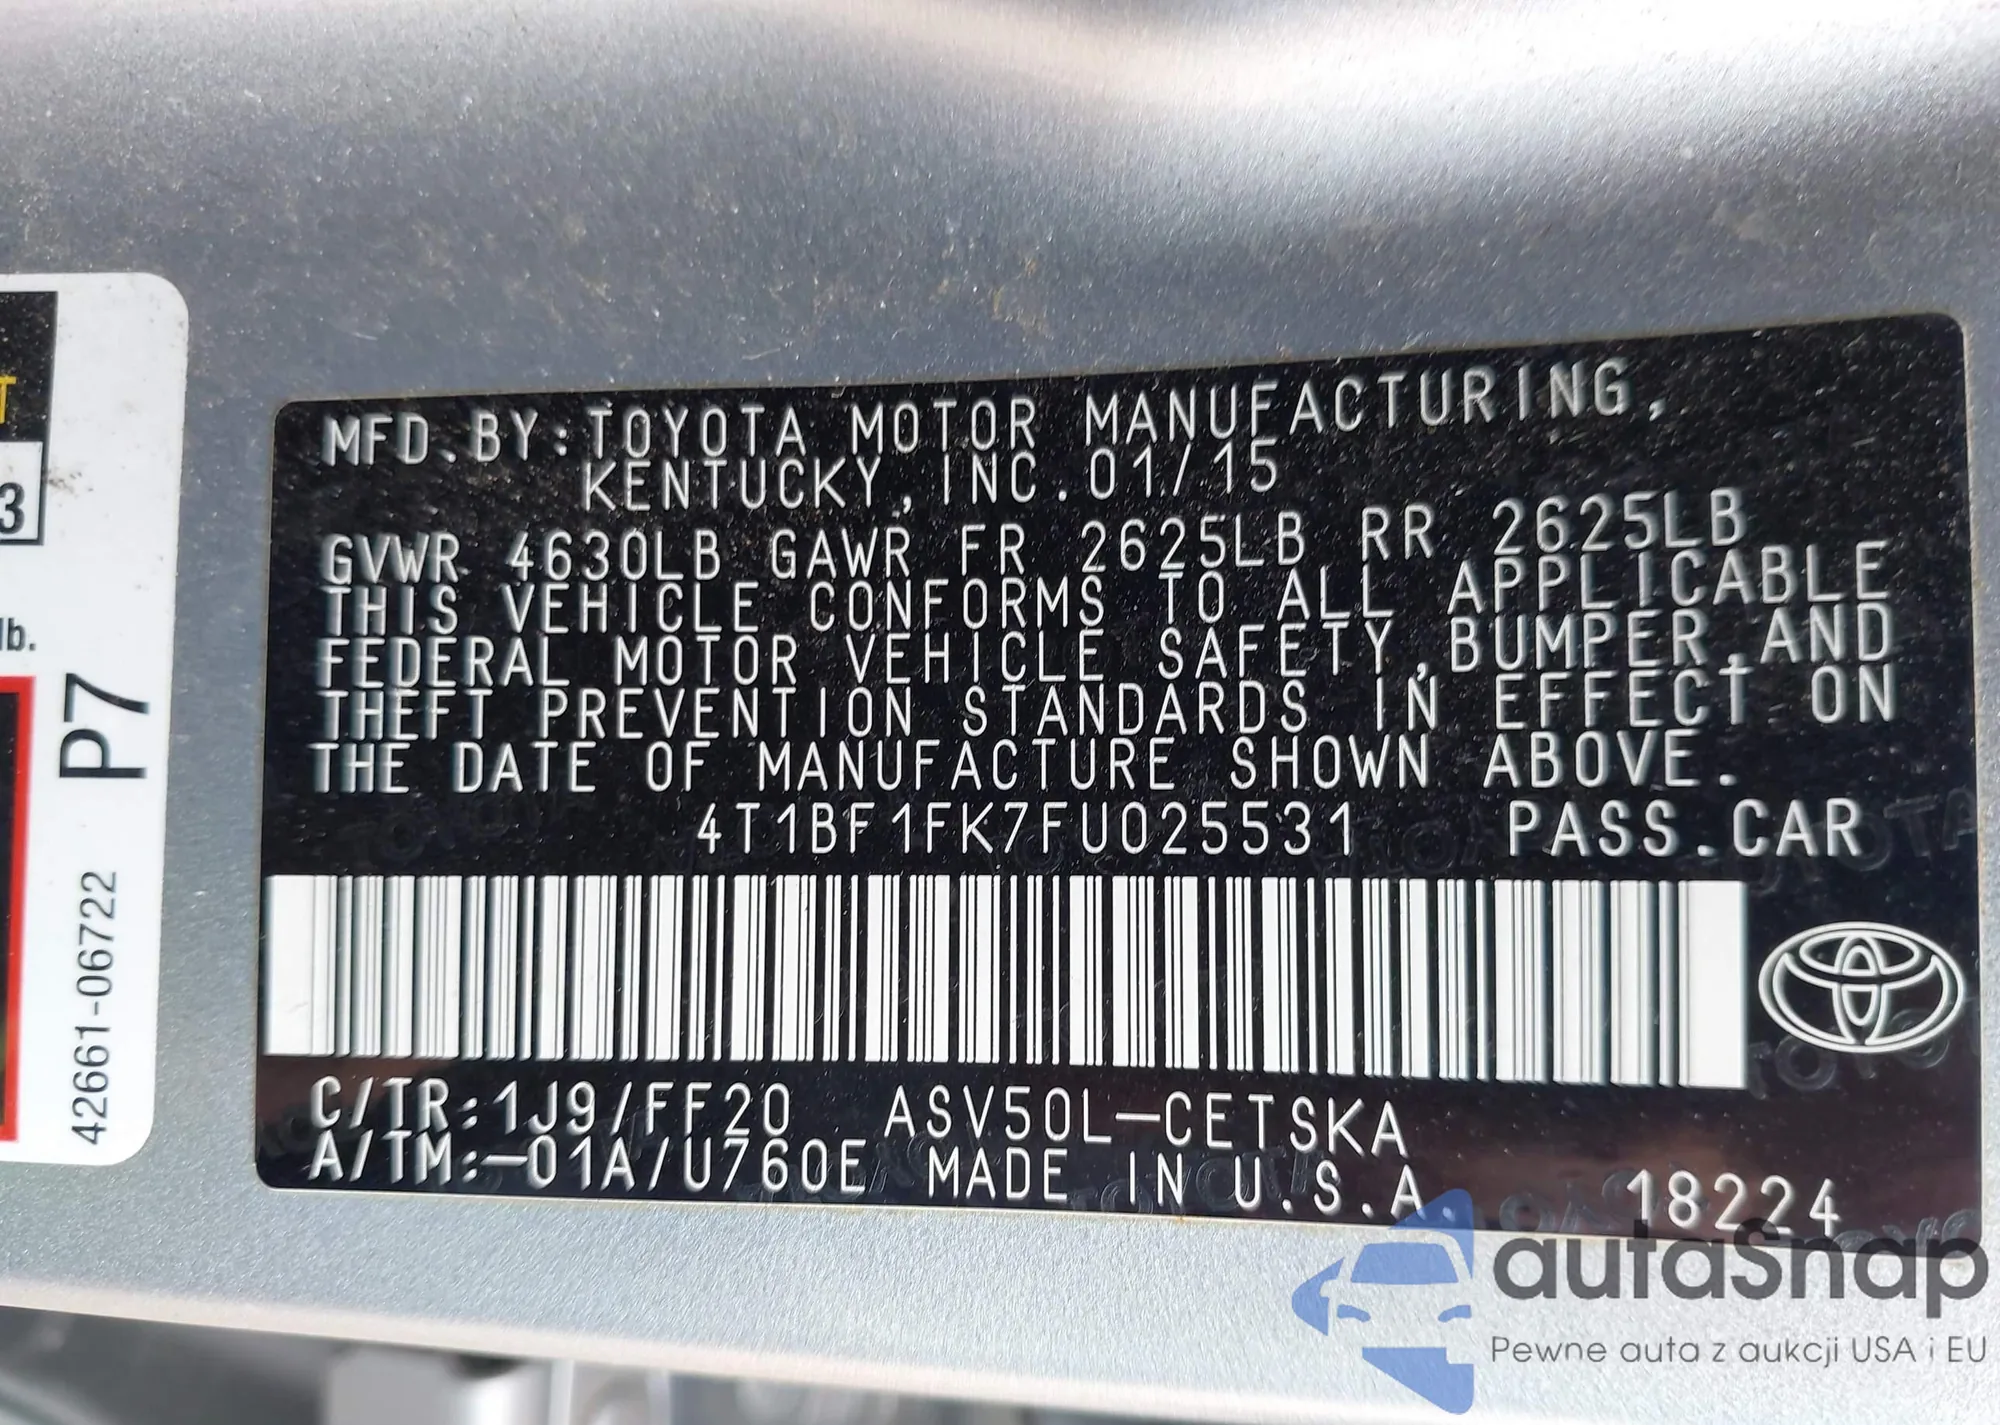 T
3
lb.
P7
42661-06722
MFD.BY:TOYOTA MOTOR MANUFACTURING,
KENTUCKY,INC.01/15
GVWR 4630LB GAWR FR 2625LB RR 2625LB
THIS VEHICLE CONFORMS TO ALL APPLICABLE
FEDERAL MOTOR VEHICLE SAFETY,BUMPER,AND
THEFT PREVENTION STANDARDS IN EFFECT ON
THE DATE OF MANUFACTURE SHOWN ABOVE.
4T1BF1FK7FU025531 PASS.CAR
C/TR:1J9/FF20 ASV50L-CETSKA
A/TM:-01A/U760E MADE IN U.S.A.
18224
autaSnap
Pewne auta z aukcji USA i EU